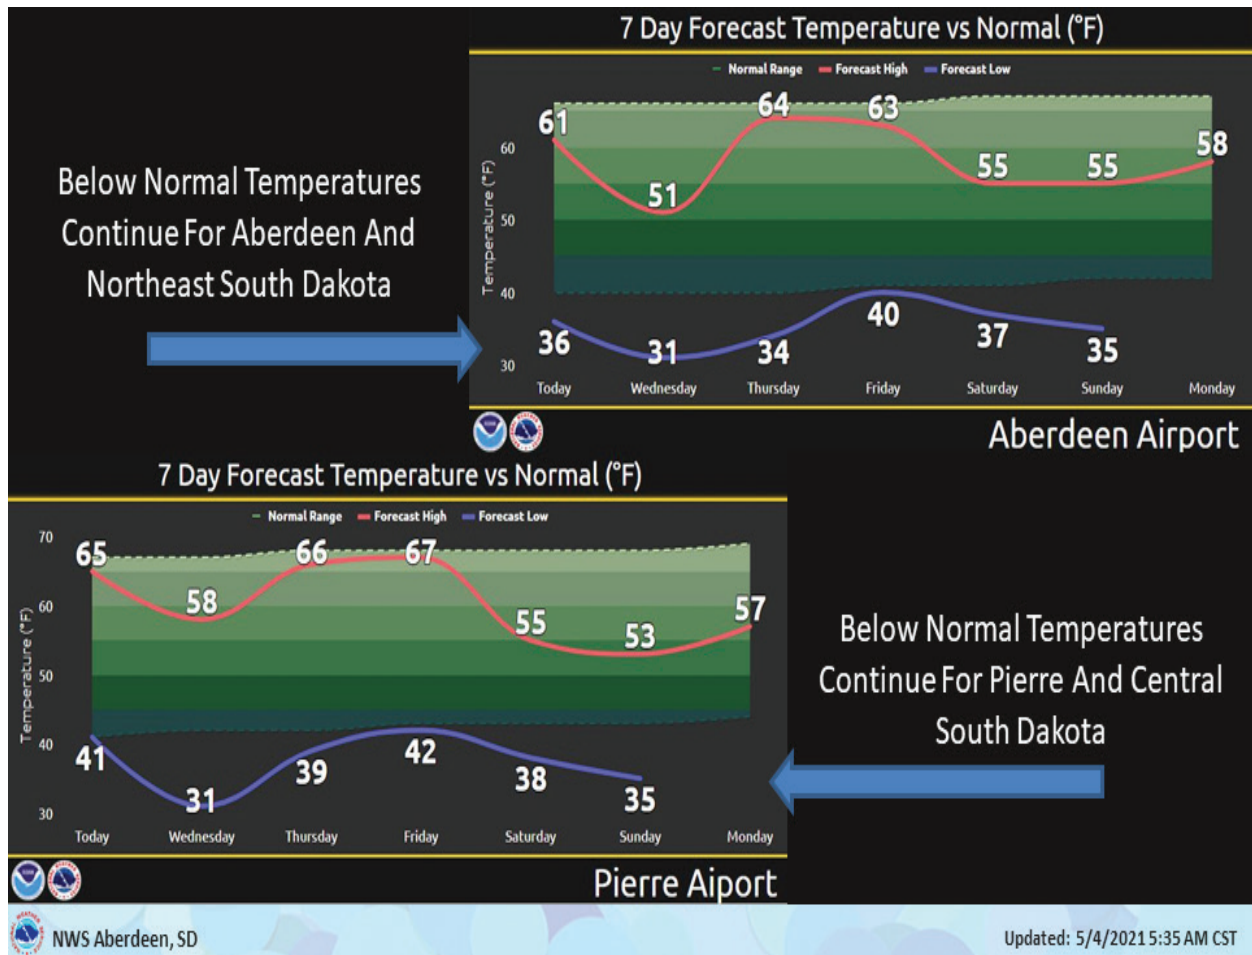 7 Day Forecast Temperature vs Normal (°F)
Normal Range Forecast High Forecast Low
Below Normal Temperatures
Continue For Aberdeen And
Northeast South Dakota
Temperature (°F)
60
50
40
30
61 51 64 63 55 55 58
36 31 34 40 37 35
Today Wednesday Thursday Friday Saturday Sunday Monday
Aberdeen Airport
7 Day Forecast Temperature vs Normal (°F)
Normal Range Forecast High Forecast Low
Temperature (°F)
70
60
50
40
30
65 58 66 67 55 53 57
41 31 39 42 38 35
Today Wednesday Thursday Friday Saturday Sunday Monday
Pierre Aiport
Below Normal Temperatures
Continue For Pierre And Central
South Dakota
NWS Aberdeen, SD
Updated: 5/4/2021 5:35 AM CST